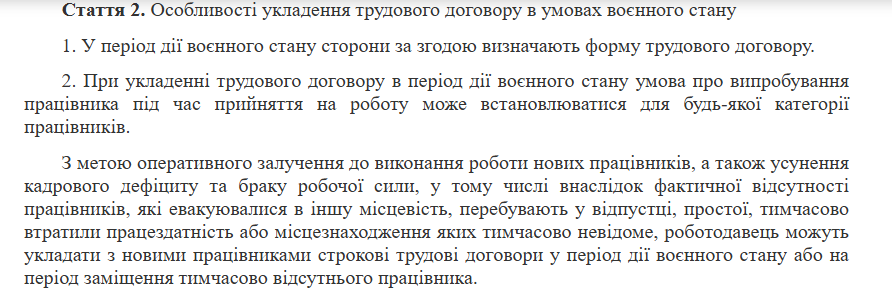 Стаття 2. Особливості укладення трудового договору в умовах воєнного стану
1. У період дії воєнного стану сторони за згодою визначають форму трудового договору.
2. При укладенні трудового договору в період дії воєнного стану умова про випробування
працівника під час прийняття на роботу може встановлюватися для будь-якої категорії
працівників.
З метою оперативного залучення до виконання роботи нових працівників, а також усунення
кадрового дефіциту та браку робочої сили, у тому числі внаслідок фактичної відсутності
працівників, які евакуювалися в іншу місцевість, перебувають у відпустці, простої, тимчасово
втратили працездатність або місцезнаходження яких тимчасово невідоме, роботодавець можуть
укладати з новими працівниками строкові трудові договори у період дії воєнного стану або на
період заміщення тимчасово відсутнього працівника.